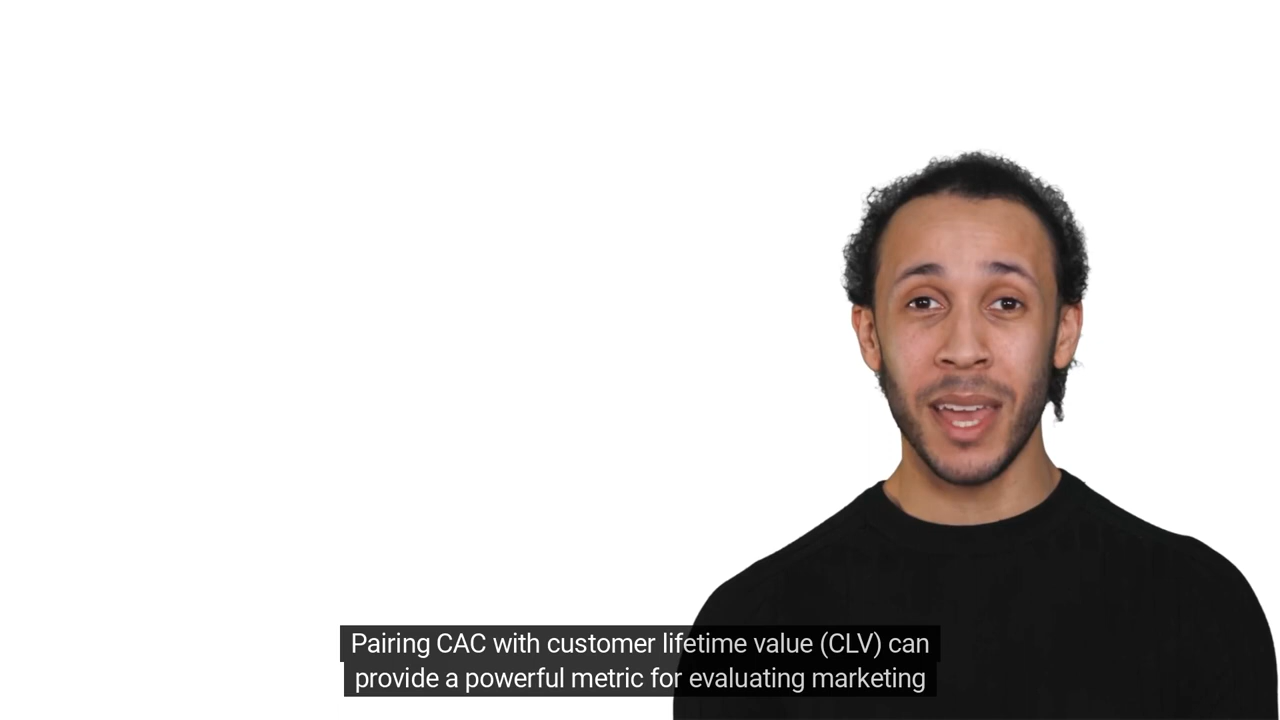 Pairing CAC with customer lifetime value (CLV) can
provide a powerful metric for evaluating marketing